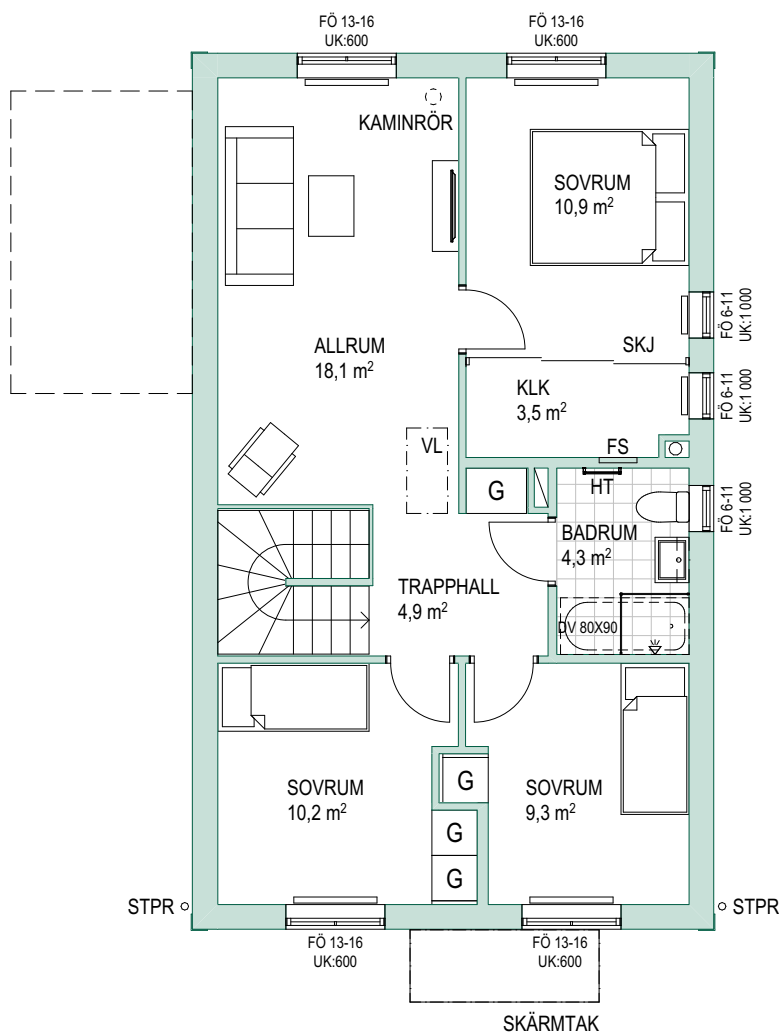 FÖ 13-16
UK:600
FÖ 13-16
UK:600
KAMINRÖR
SOVRUM
10,9 m²
FÖ 6-11
UK:1 000
ALLRUM
18,1 m²
SKJ
KLK
3,5 m²
FÖ 6-11
UK:1 000
VL
FS
G
HT
FÖ 6-11
UK:1 000
BADRUM
4,3 m²
TRAPPHALL
4,9 m²
DV 80X90
SOVRUM
10,2 m²
G
SOVRUM
9,3 m²
G
G
STPR
STPR
FÖ 13-16
UK:600
FÖ 13-16
UK:600
SKÄRMTAK